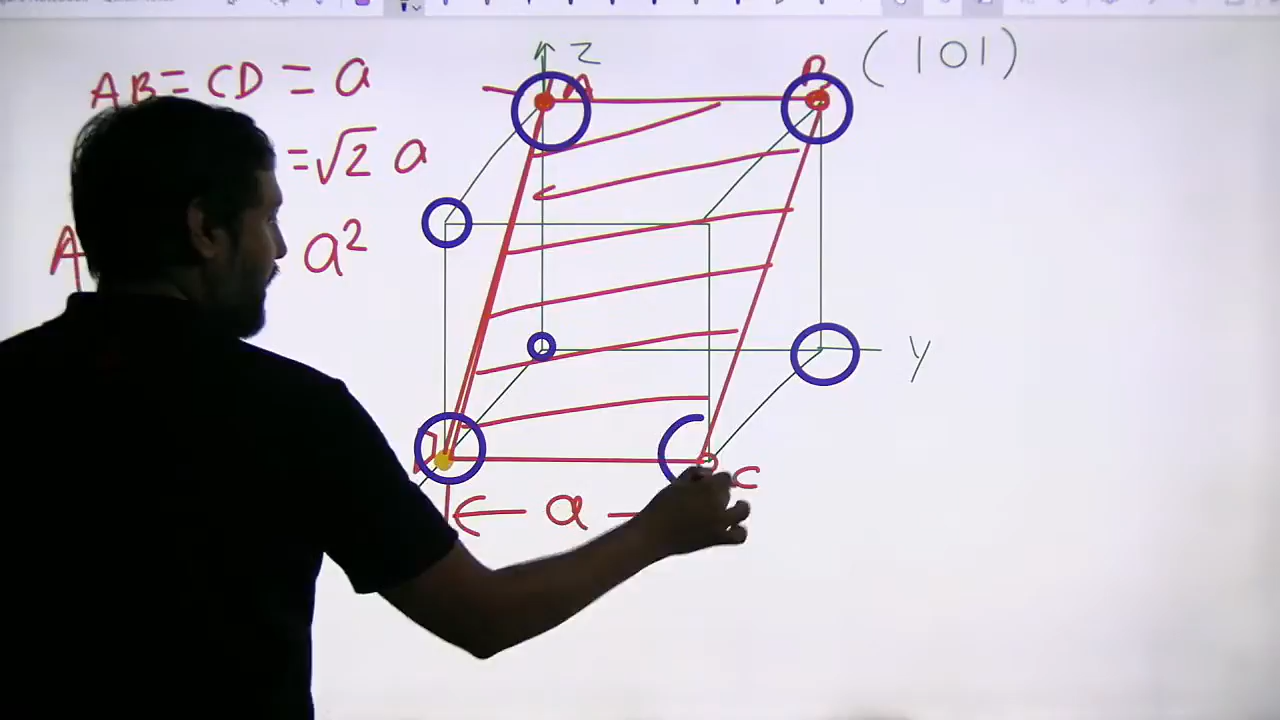 AB = CD = a
= √2 a
A a²
Z
A
B
(101)
y
D
C
← a —